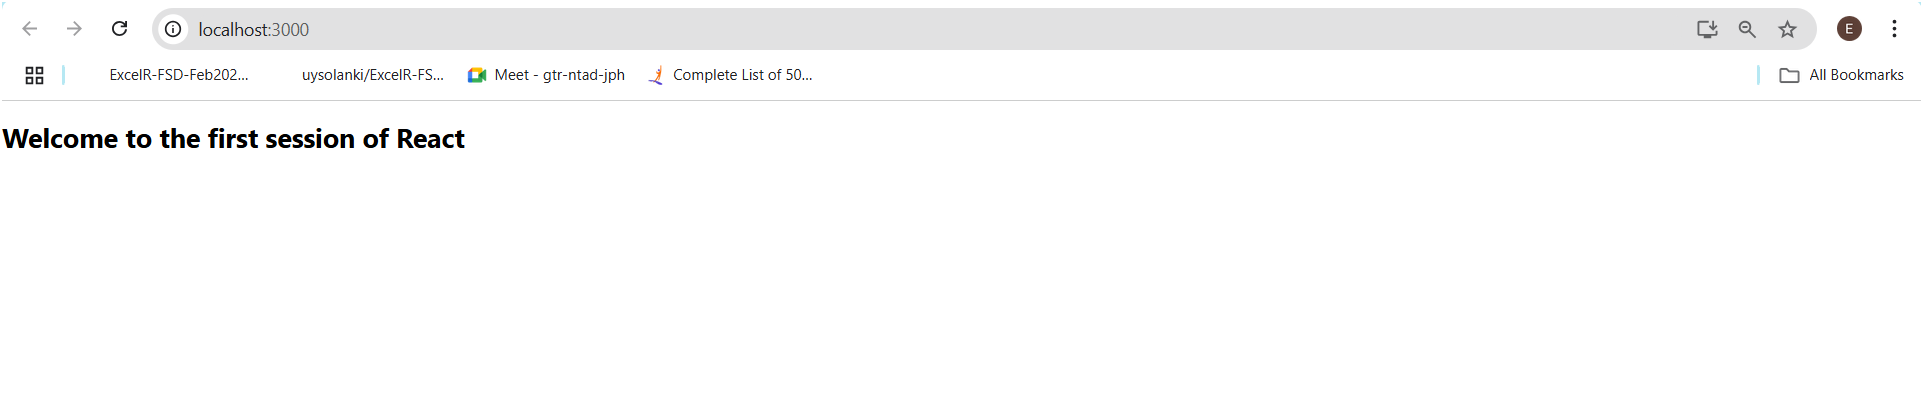 localhost:3000
E
ExcelR-FSD-Feb202... uysolanki/ExcelR-FS... Meet - gtr-ntad-jph Complete List of 50... All Bookmarks
Welcome to the first session of React